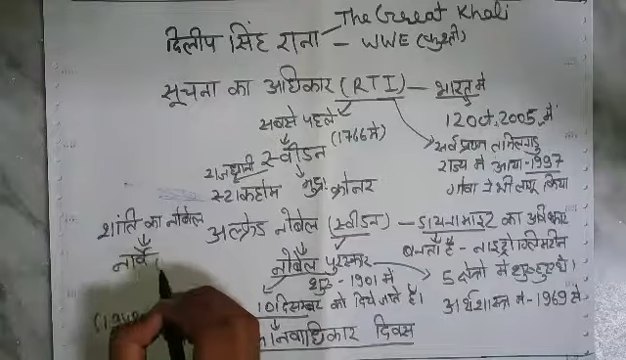 The Great Khali
दिलीप सिंह राना - WWE (कुश्ती)
सूचना का अधिकार (RTI) - भारत में
12 Oct, 2005 में
सबसे पहले
स्वीडन (1766 में)
सर्वप्रथम तमिलनाडु
राज्य में आया - 1997
गोवा ने भी लागू किया
राजधानी
स्टाकहोम
मुद्रा: क्रोनर
शांति का नोबेल
नार्वे
अल्फ्रेड नोबेल (स्वीडन) - डायनामाइट का अविष्कार
बनता है - नाइट्रोग्लिसरीन
नोबेल पुरस्कार
शुरू - 1901 में
5 क्षेत्रो में शुरू हुए थे।
10 दिसम्बर को दिये जाते है।
अर्थशास्त्र में - 1969 से
नवाधिकार दिवस